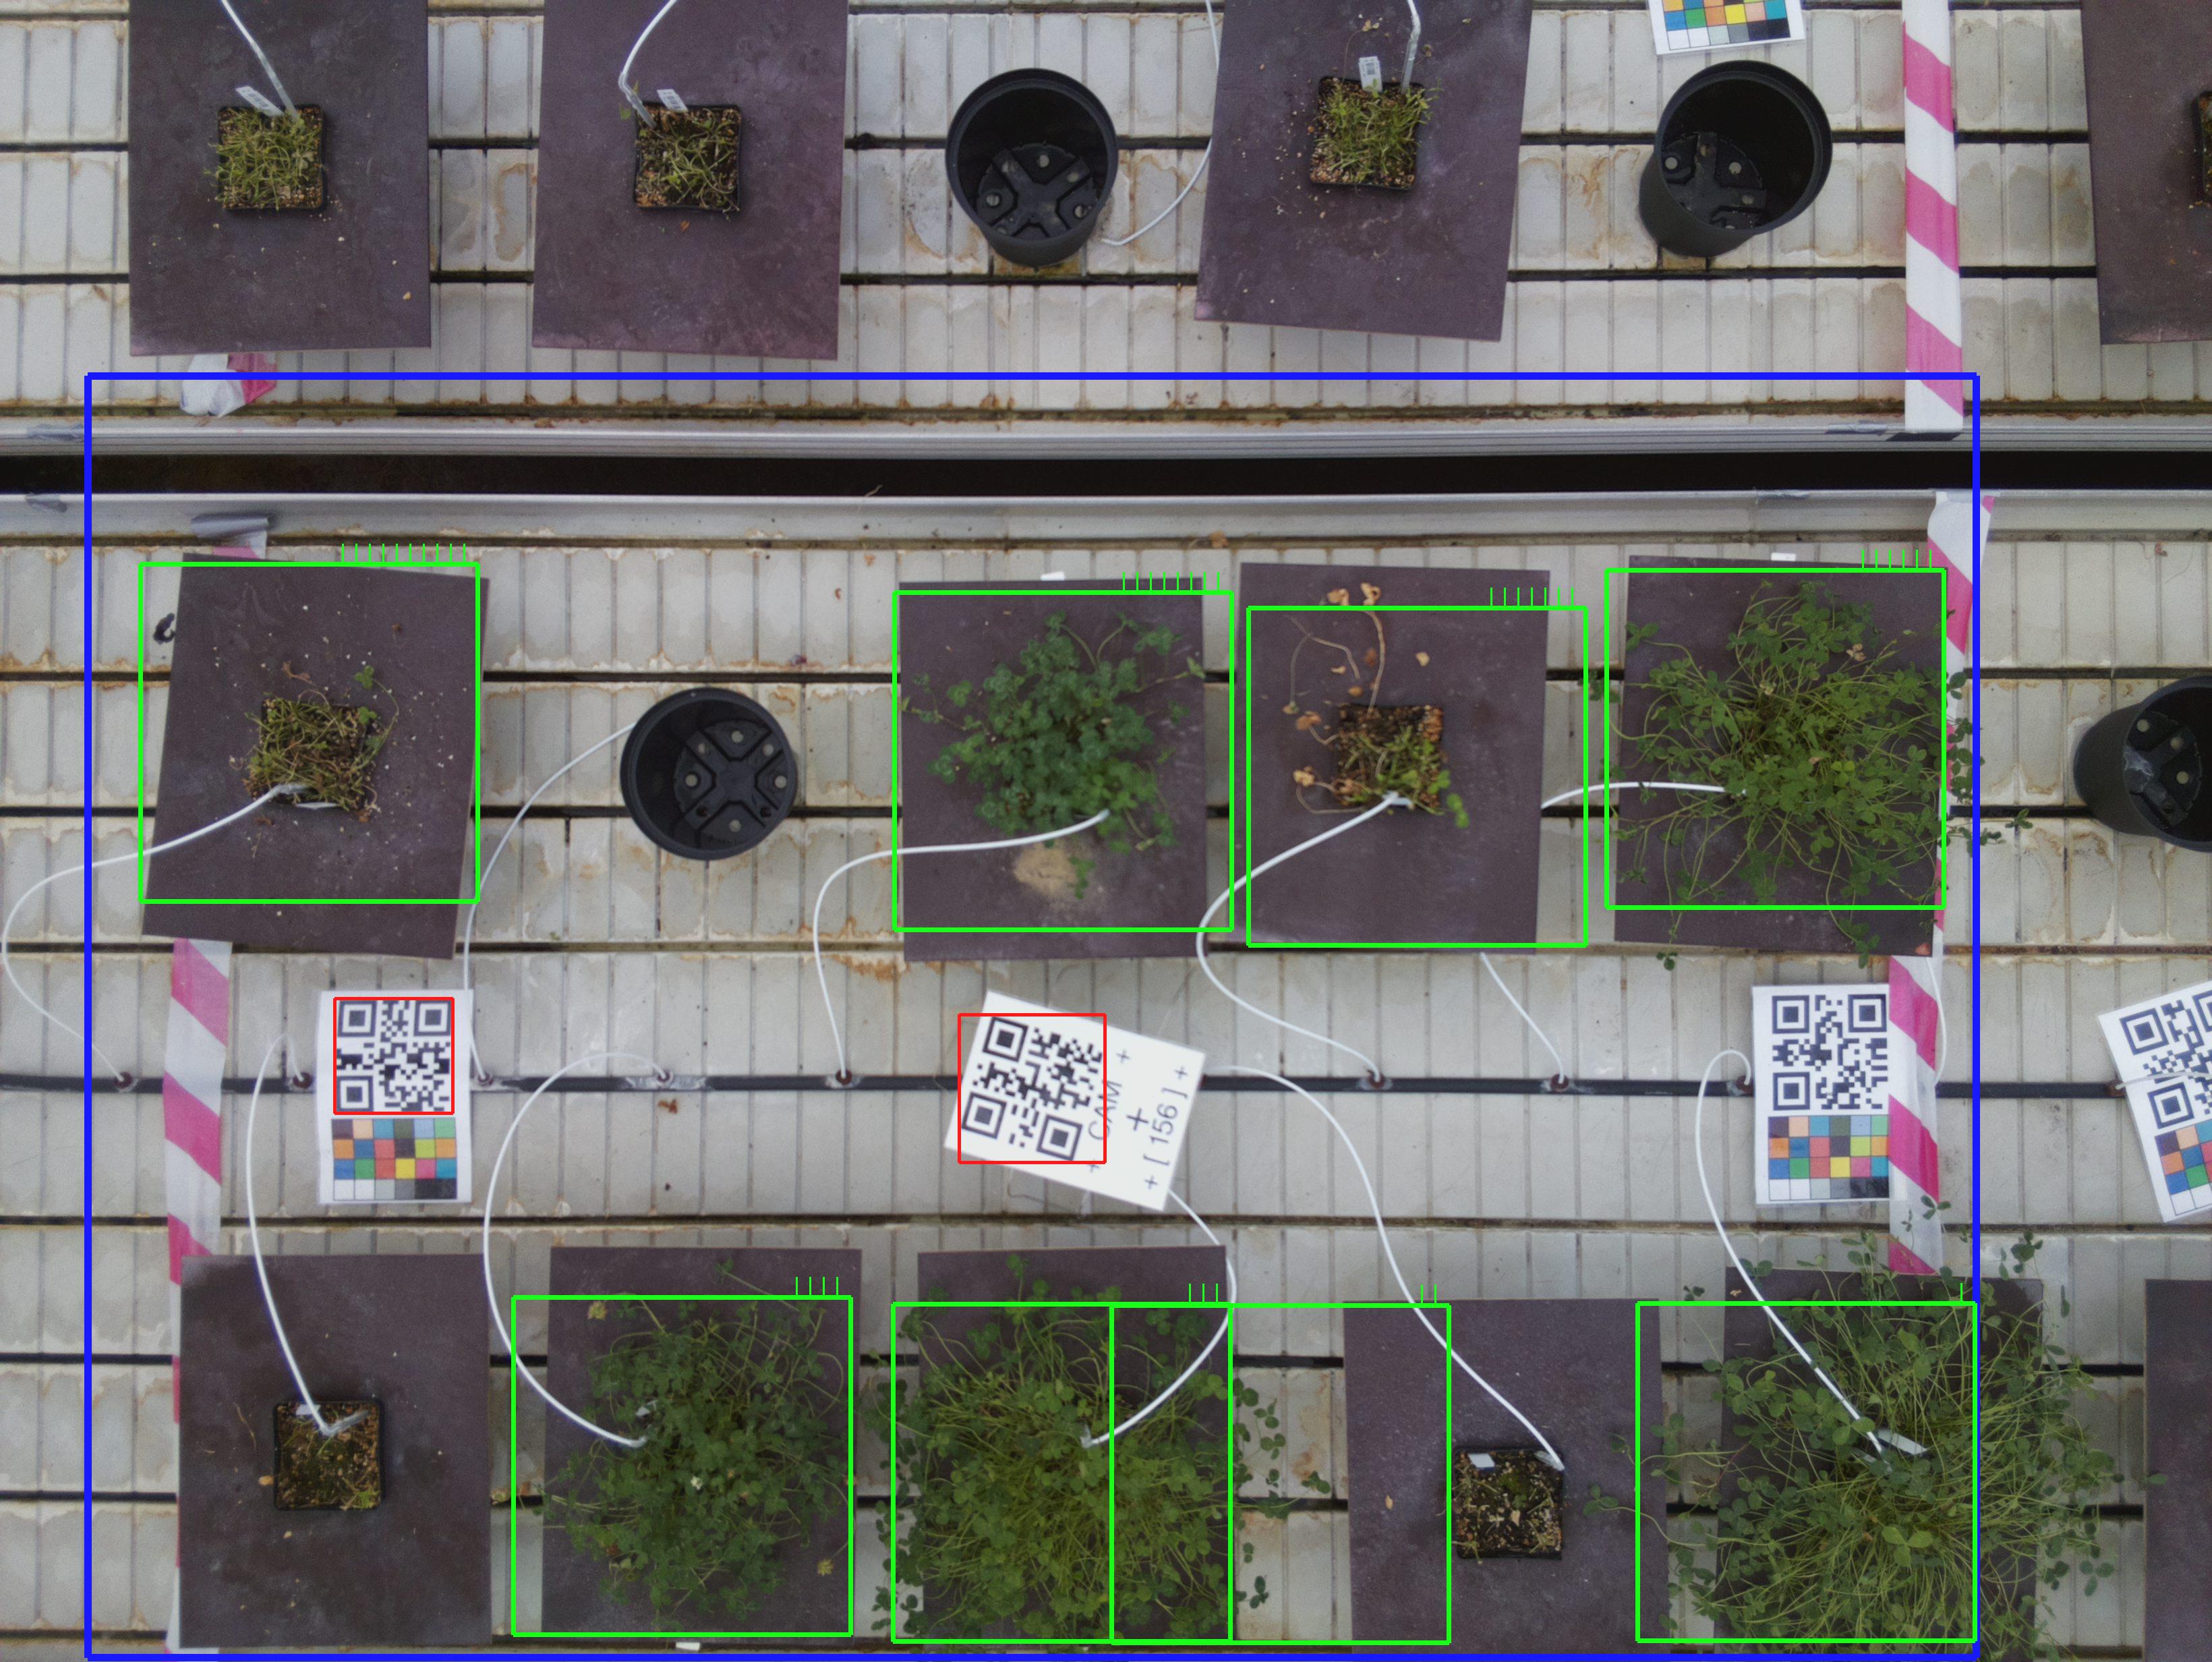 + CAM +
+
+ [ 156 ] +